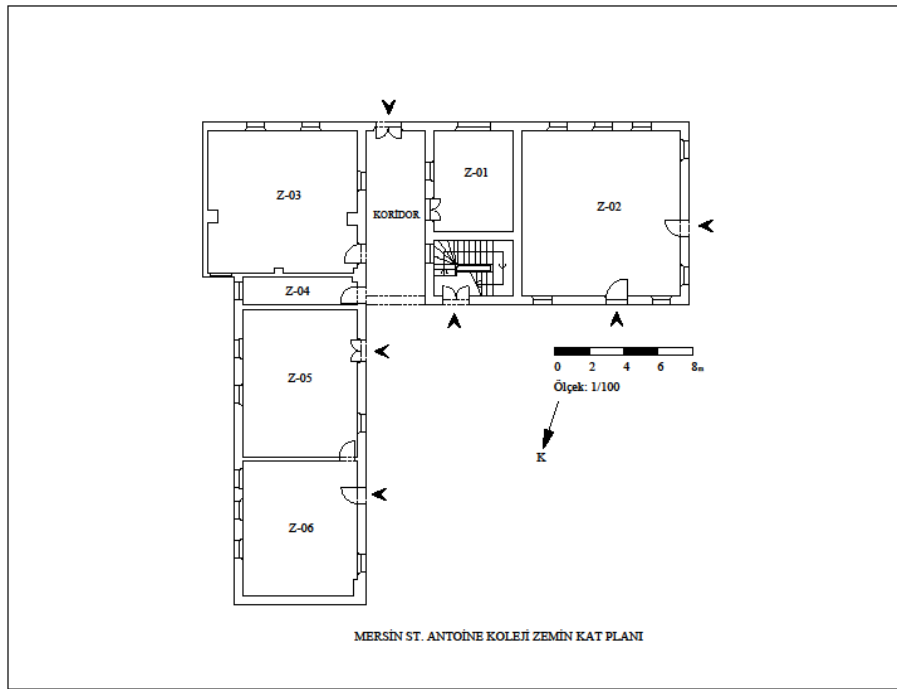 Z-01
Z-03
Z-02
KORİDOR
Z-04
0 2 4 6 8m
Z-05
Ölçek: 1/100
K
Z-06
MERSİN ST. ANTOİNE KOLEJİ ZEMİN KAT PLANI